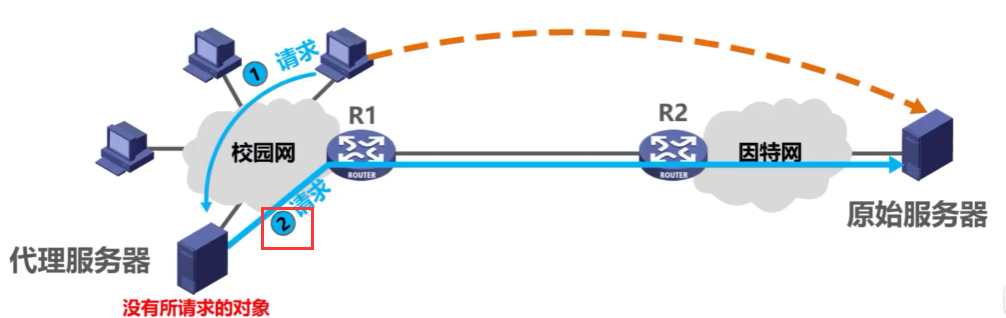 ① 请求
R1
R2
校园网
因特网
ROUTER
ROUTER
② 请求
原始服务器
代理服务器
没有所请求的对象